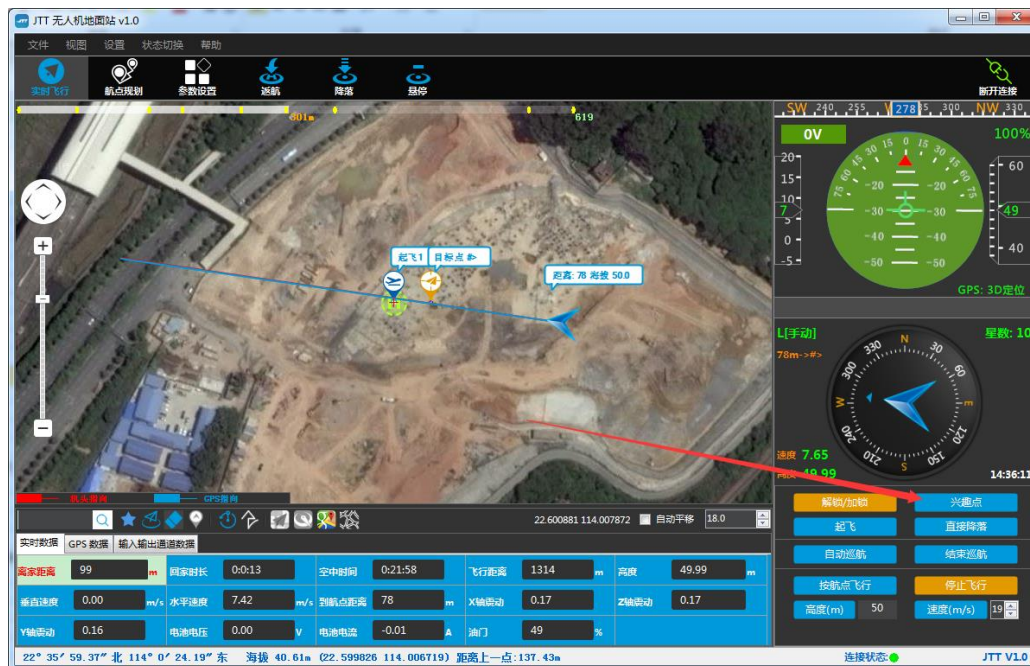 JTT 无人机地面站 v1.0
文件 视图 设置 状态切换 帮助
实时飞行 航点规划 参数设置 返航 降落 悬停 断开连接
301m 619
SW 240 255 W 278 285 300 NW 330
0V 100%
起飞1 目标点 #>
距离: 78 海拔 50.0
GPS: 3D定位
L[手动] 星数: 10
78m->#>
速度 7.65
高度 49.99 14:36:11
机头指向 GPS指向
22.600881 114.007872 自动平移 18.0
解锁/加锁 兴趣点
起飞 直接降落
自动巡航 结束巡航
按航点飞行 停止飞行
高度(m) 50 速度(m/s) 19
实时数据 GPS 数据 输入输出通道数据
离家距离 99 m 回家时长 0:0:13 空中时间 0:21:58 飞行距离 1314 m 高度 49.99 m
垂直速度 0.00 m/s 水平速度 7.42 m/s 到航点距离 78 m X轴震动 0.17 Z轴震动 0.17
Y轴震动 0.16 电池电压 0.00 V 电池电流 -0.01 A 油门 49 %
22° 35′ 59.37″ 北 114° 0′ 24.19″ 东 海拔 40.61m (22.599826 114.006719) 距离上一点:137.43m 连接状态: JTT V1.0